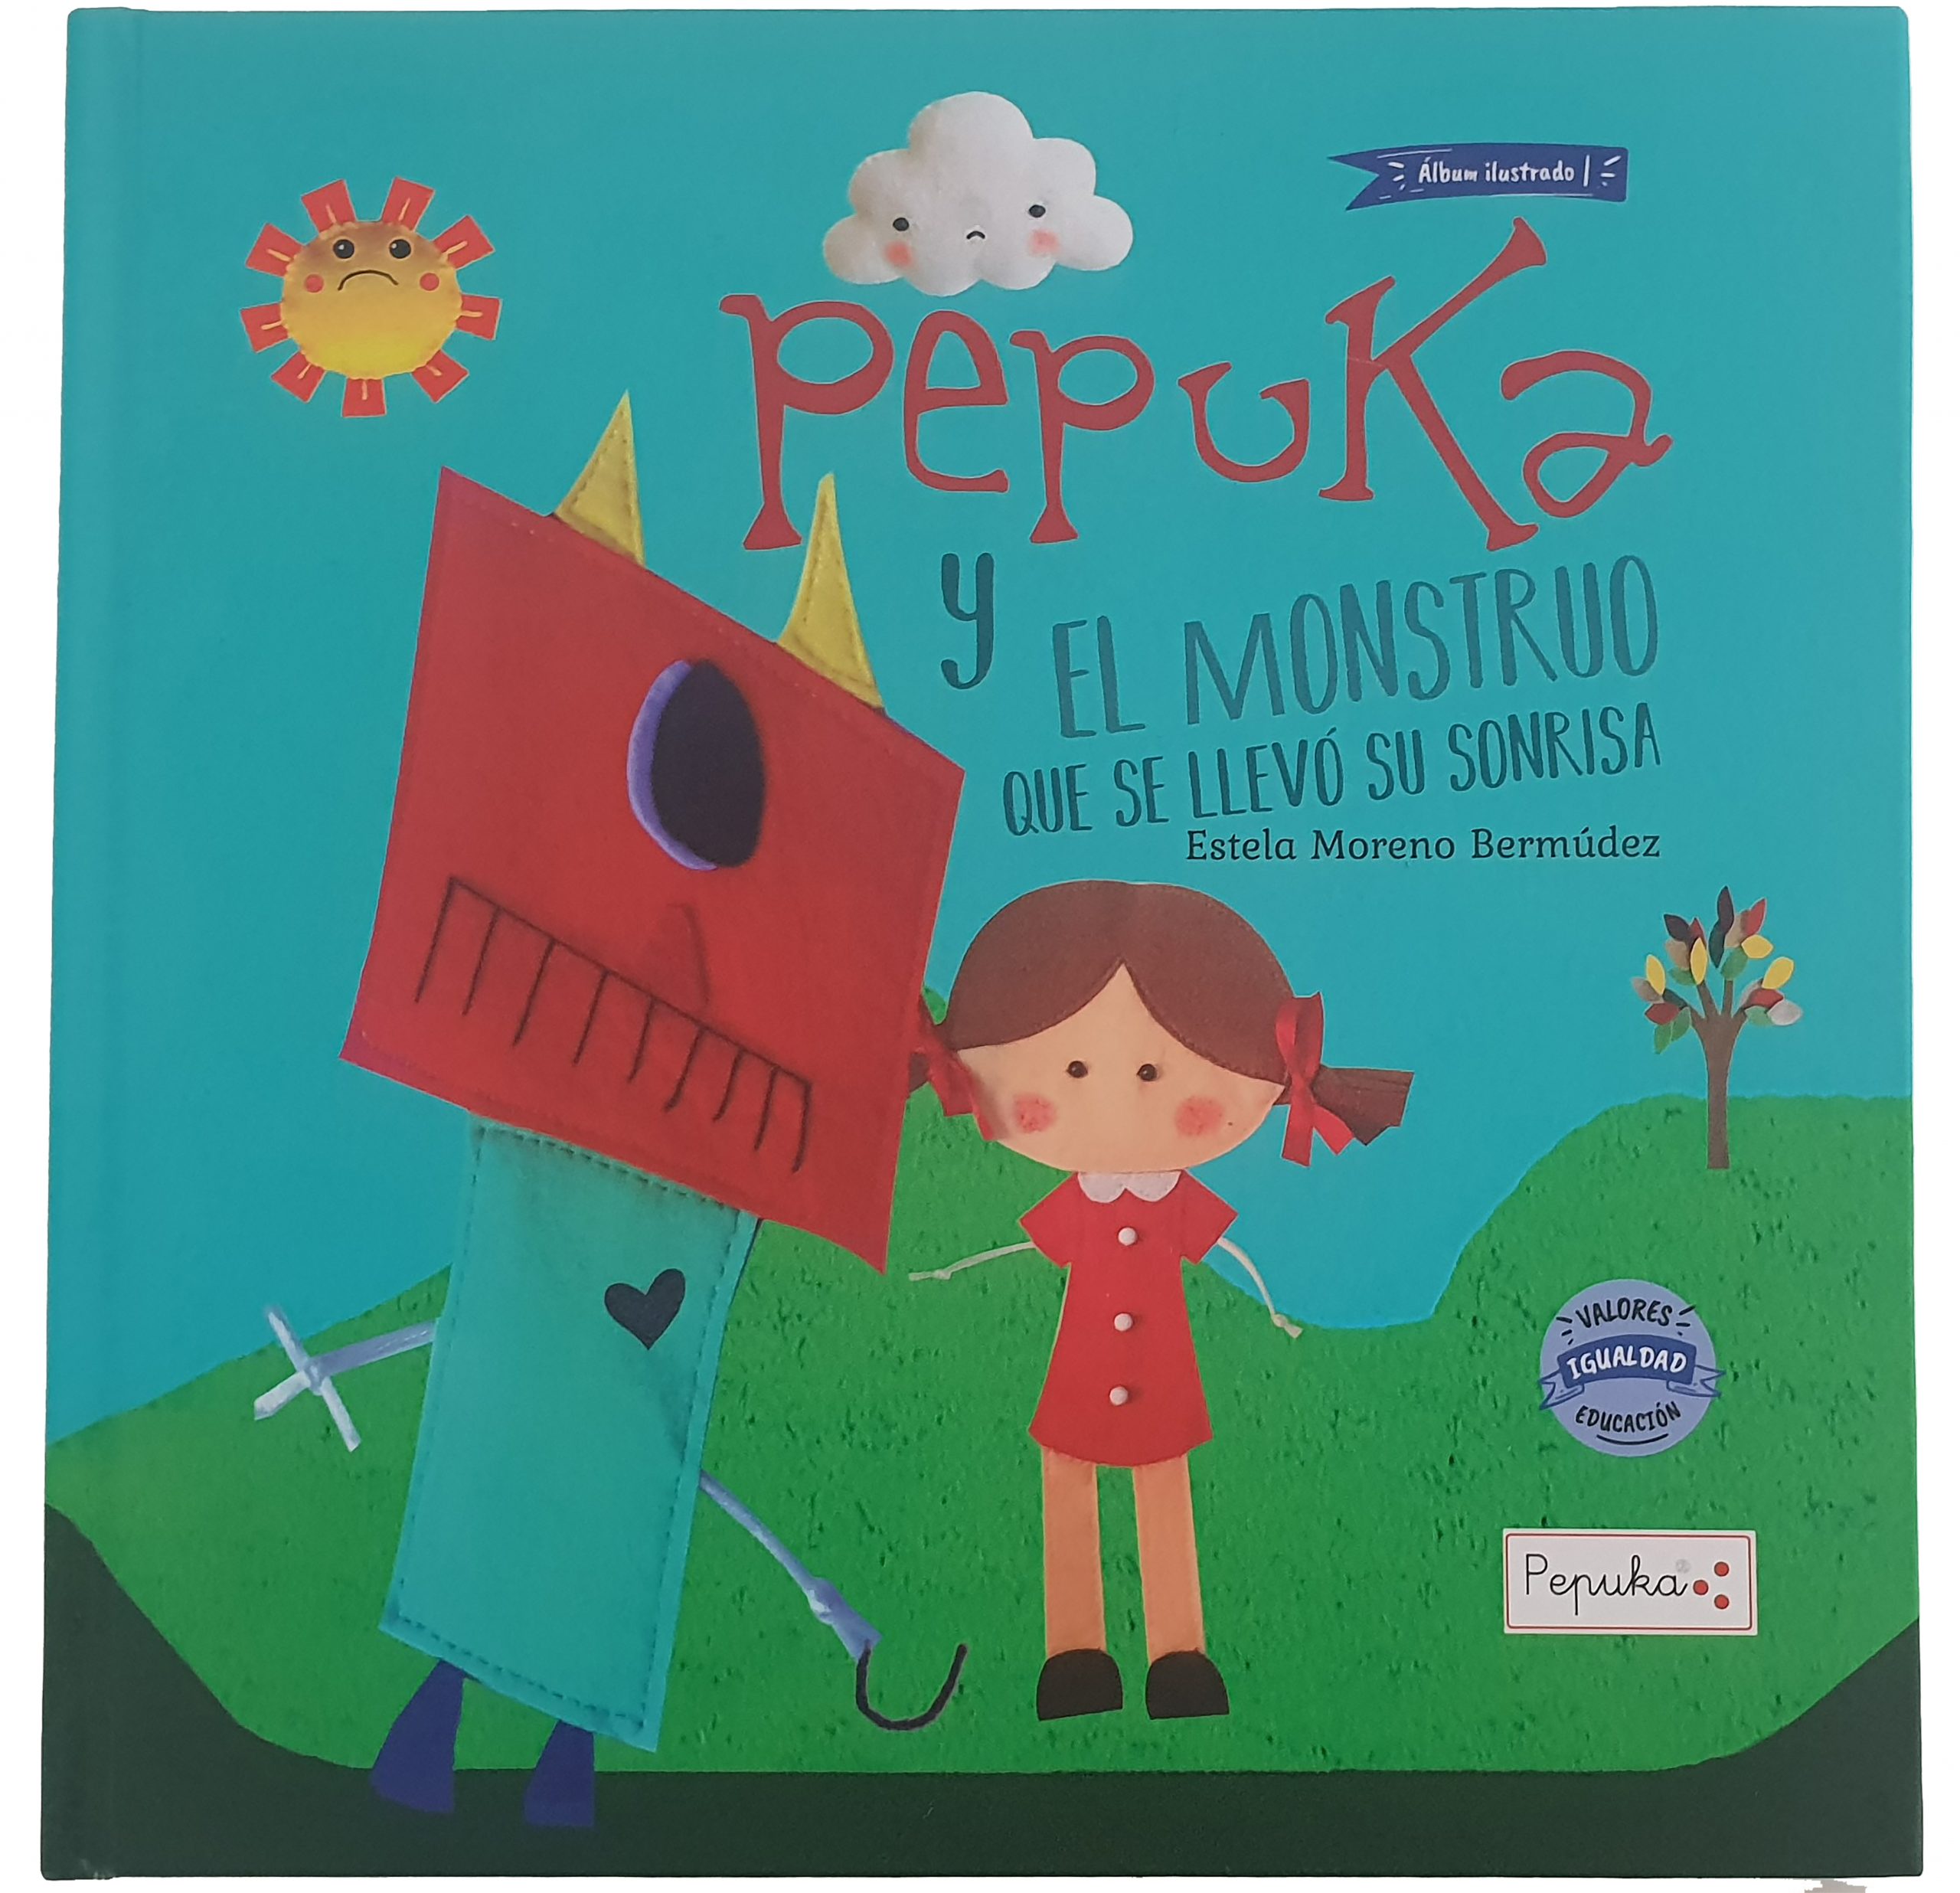 Álbum ilustrado
pepuKa
y EL MONSTRUO
QUE SE LLEVÓ SU SONRISA
Estela Moreno Bermúdez
VALORES
IGUALDAD
EDUCACIÓN
Pepuka®